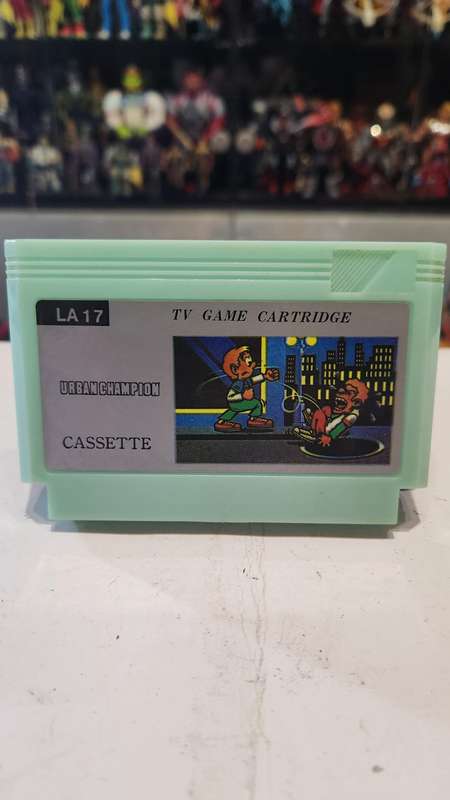 LA 17
TV GAME CARTRIDGE
URBAN CHAMPION
CASSETTE